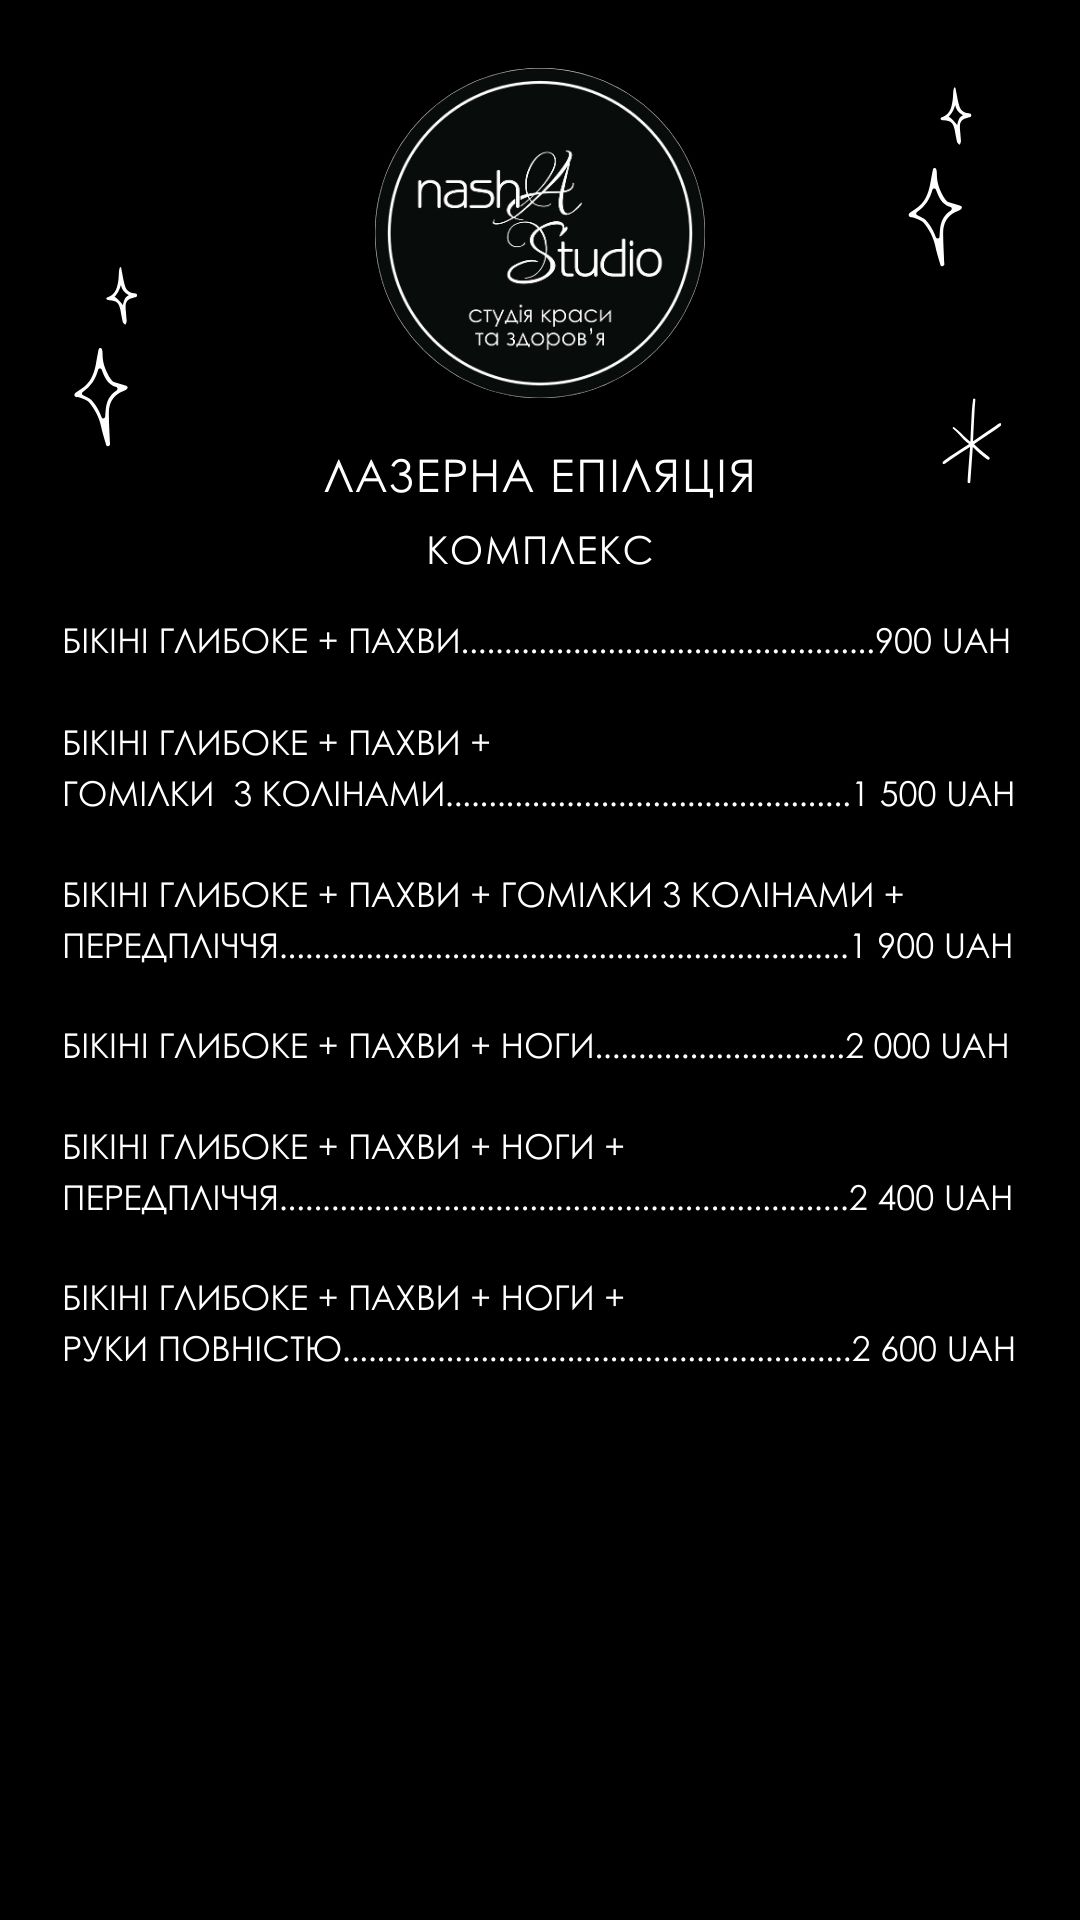 nashA
Studio
студія краси
та здоров’я
ЛАЗЕРНА ЕПІЛЯЦІЯ
КОМПЛЕКС
БІКІНІ ГЛИБОКЕ + ПАХВИ................................................900 UAH
БІКІНІ ГЛИБОКЕ + ПАХВИ +
ГОМІЛКИ  З КОЛІНАМИ...............................................1 500 UAH
БІКІНІ ГЛИБОКЕ + ПАХВИ + ГОМІЛКИ З КОЛІНАМИ +
ПЕРЕДПЛІЧЧЯ..................................................................1 900 UAH
БІКІНІ ГЛИБОКЕ + ПАХВИ + НОГИ.............................2 000 UAH
БІКІНІ ГЛИБОКЕ + ПАХВИ + НОГИ +
ПЕРЕДПЛІЧЧЯ..................................................................2 400 UAH
БІКІНІ ГЛИБОКЕ + ПАХВИ + НОГИ +
РУКИ ПОВНІСТЮ...........................................................2 600 UAH